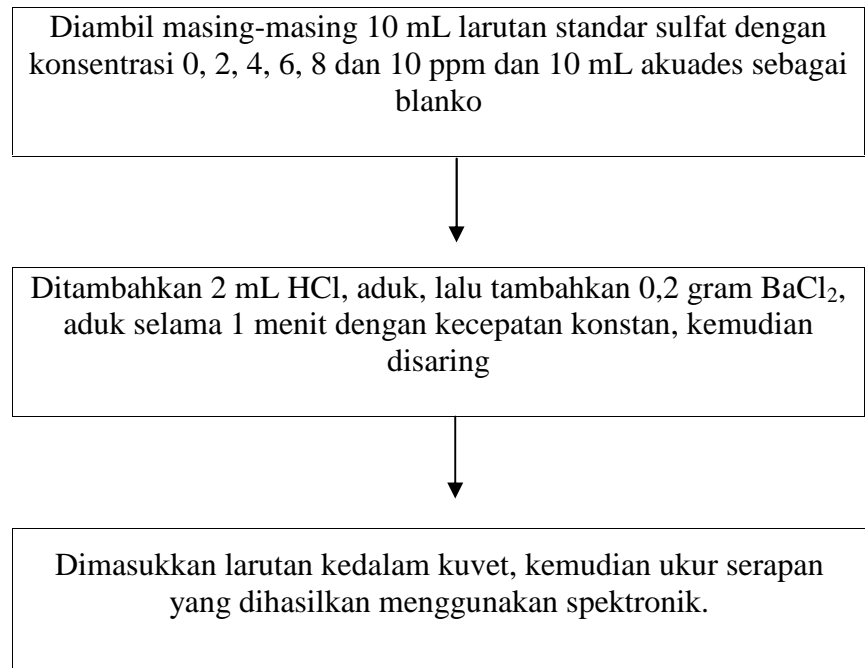 Diambil masing-masing 10 mL larutan standar sulfat dengan
konsentrasi 0, 2, 4, 6, 8 dan 10 ppm dan 10 mL akuades sebagai
blanko
Ditambahkan 2 mL HCl, aduk, lalu tambahkan 0,2 gram BaCl₂,
aduk selama 1 menit dengan kecepatan konstan, kemudian
disaring
Dimasukkan larutan kedalam kuvet, kemudian ukur serapan
yang dihasilkan menggunakan spektronik.